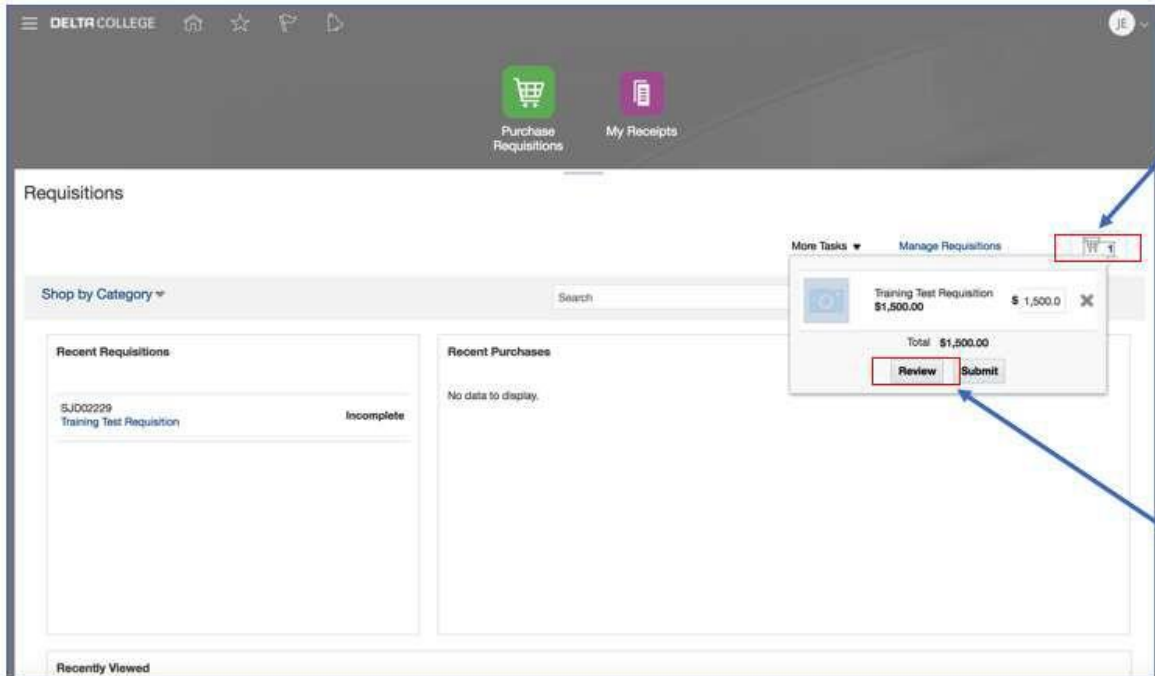 DELTA COLLEGE
JE
Purchase
Requisitions
My Receipts
Requisitions
More Tasks
Manage Requisitions
1
Shop by Category
Search
Training Test Requisition
$1,500.00
$ 1,500.0
Total $1,500.00
Review
Submit
Recent Requisitions
SJD02229
Training Test Requisition
Incomplete
Recent Purchases
No data to display.
Recently Viewed